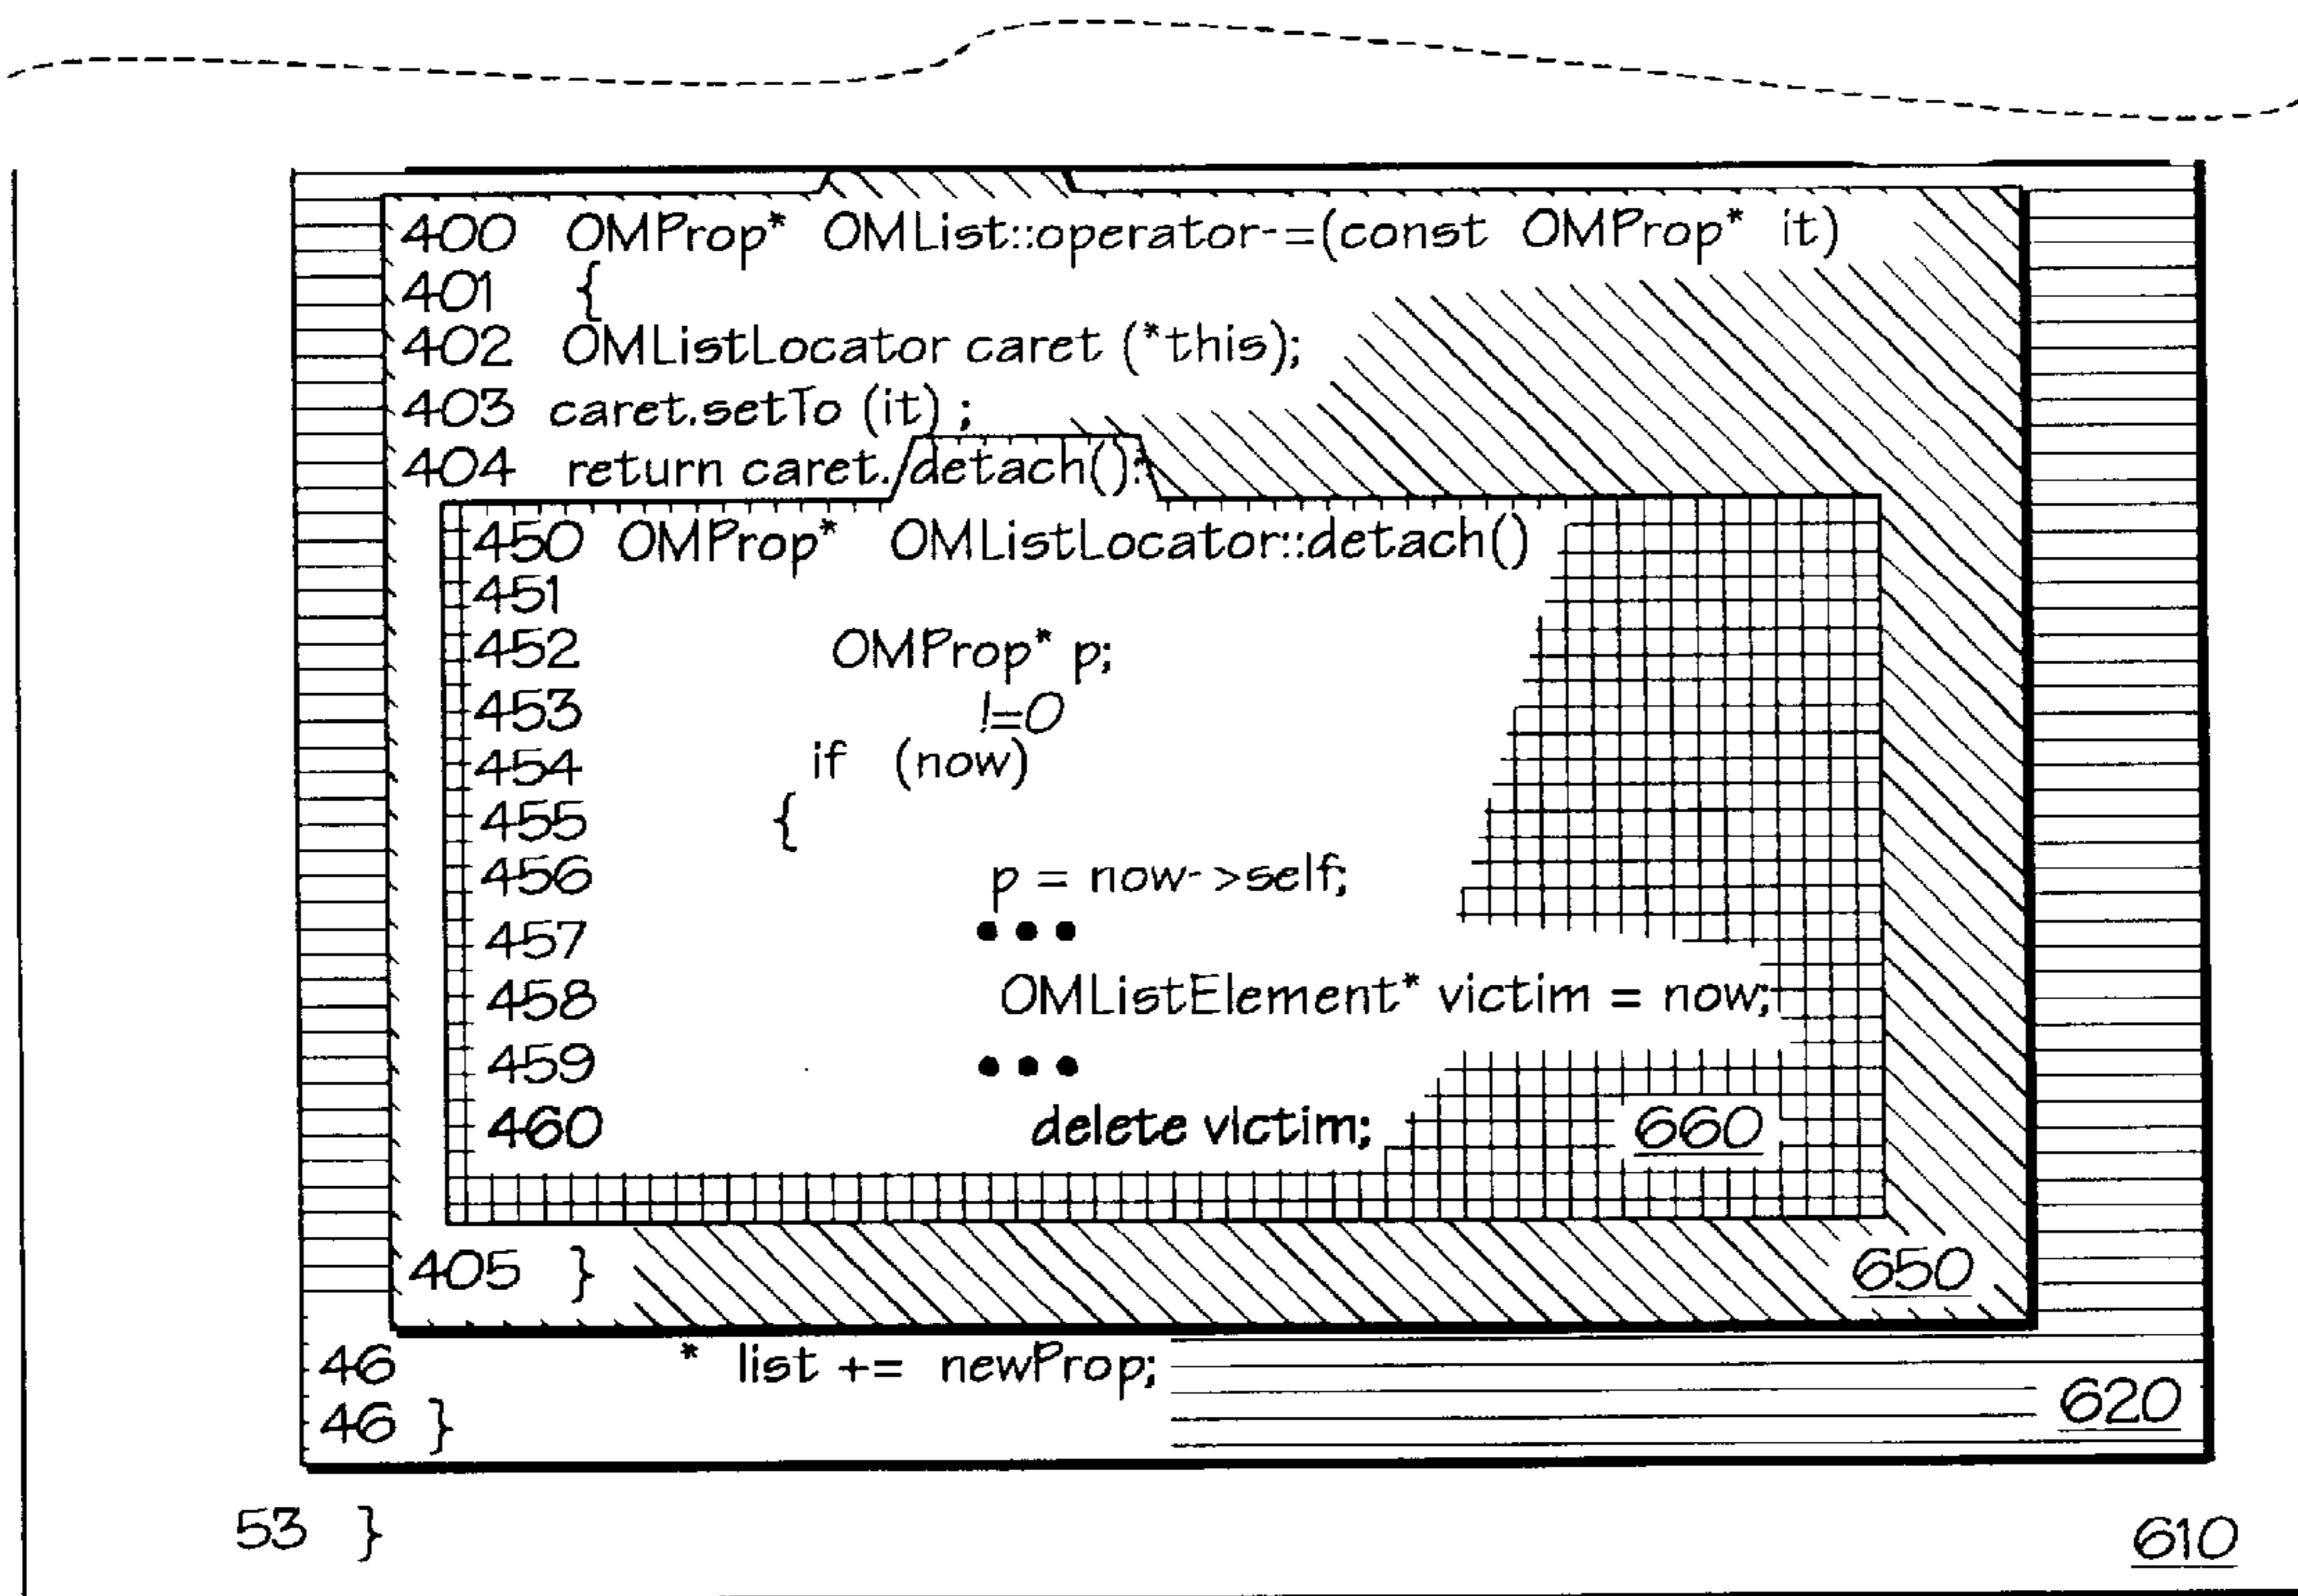 400 OMProp* OMList::operator-=(const OMProp* it)
401 {
402 OMListLocator caret (*this);
403 caret.setTo (it) ;
404 return caret. detach();
450 OMProp* OMListLocator::detach()
451
452 OMProp* p;
453 !=0
454 if (now)
455 {
456 p = now->self;
457 •••
458 OMListElement* victim = now;
459 •••
460 delete victim;
660
405 }
650
46 * list += newProp;
46 }
620
53 }
610